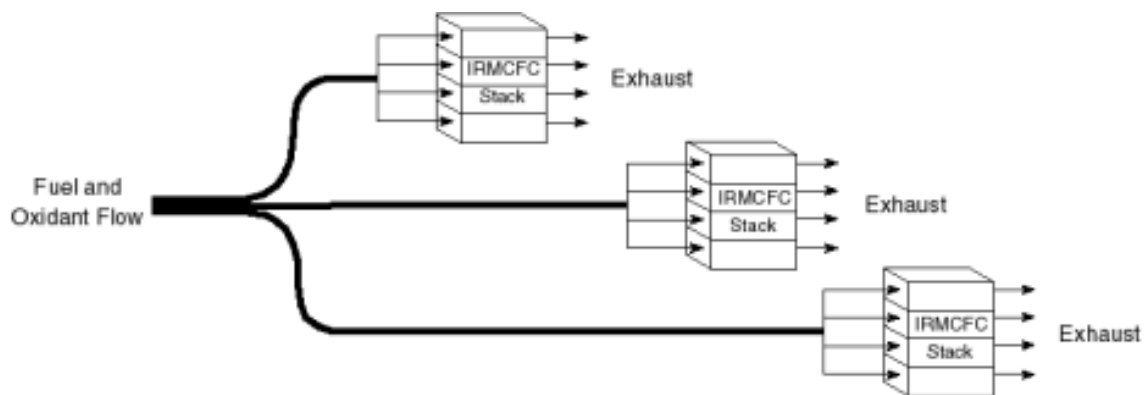 IRMCFC
Stack
Exhaust
Fuel and
Oxidant Flow
IRMCFC
Stack
Exhaust
IRMCFC
Stack
Exhaust